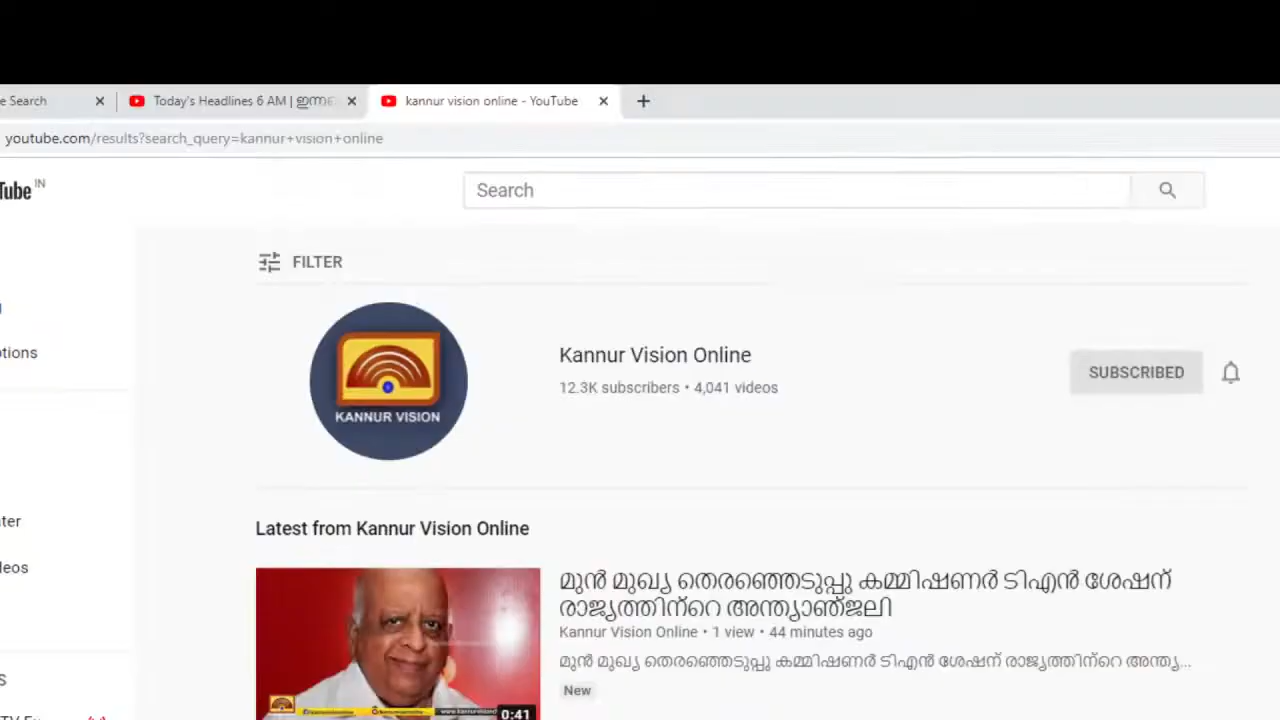 e Search
Today's Headlines 6 AM | ഇന്നത്തെ
kannur vision online - YouTube
youtube.com/results?search_query=kannur+vision+online
Tube IN
Search
FILTER
KANNUR VISION
Kannur Vision Online
12.3K subscribers • 4,041 videos
SUBSCRIBED
otions
Latest from Kannur Vision Online
ter
leos
മുൻ മുഖ്യ തെരഞ്ഞെടുപ്പു കമ്മിഷണർ ടിഎൻ ശേഷന്
രാജ്യത്തിന്റെ അന്ത്യാഞ്ജലി
Kannur Vision Online • 1 view • 44 minutes ago
മുൻ മുഖ്യ തെരഞ്ഞെടുപ്പു കമ്മിഷണർ ടിഎൻ ശേഷന് രാജ്യത്തിന്റെ അന്ത്യ...
New
0:41
S